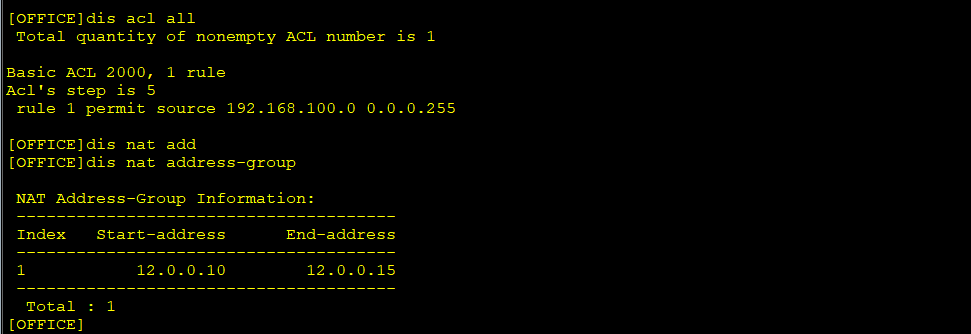 [OFFICE]dis acl all
Total quantity of nonempty ACL number is 1
Basic ACL 2000, 1 rule
Acl's step is 5
rule 1 permit source 192.168.100.0 0.0.0.255
[OFFICE]dis nat add
[OFFICE]dis nat address-group
NAT Address-Group Information:
--------------------------------------
Index   Start-address      End-address
--------------------------------------
1           12.0.0.10        12.0.0.15
--------------------------------------
Total : 1
[OFFICE]